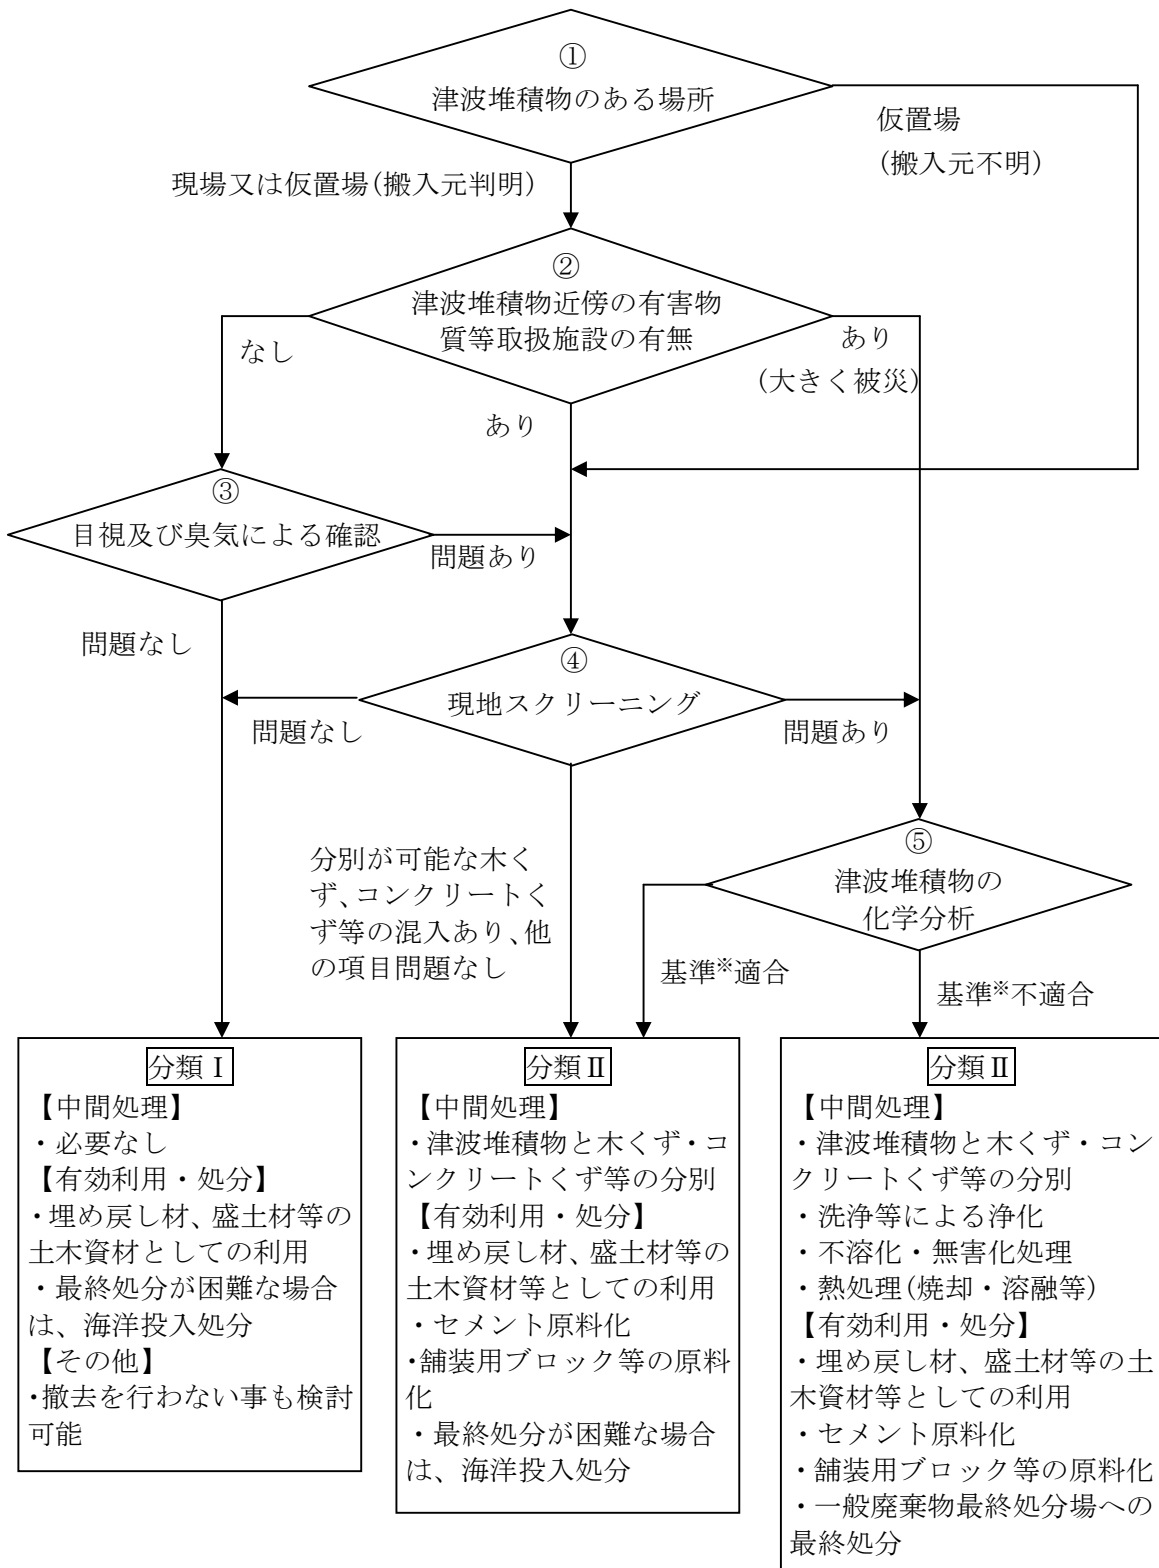 ①
津波堆積物のある場所
仮置場
(搬入元不明)
現場又は仮置場(搬入元判明)
②
津波堆積物近傍の有害物
質等取扱施設の有無
なし
あり
(大きく被災)
あり
③
目視及び臭気による確認
問題あり
問題なし
④
現地スクリーニング
問題なし
問題あり
分別が可能な木く
ず、コンクリートく
ず等の混入あり、他
の項目問題なし
⑤
津波堆積物の
化学分析
基準※適合
基準※不適合
分類Ⅰ
【中間処理】
・必要なし
【有効利用・処分】
・埋め戻し材、盛土材等の
土木資材としての利用
・最終処分が困難な場合
は、海洋投入処分
【その他】
・撤去を行わない事も検討
可能
分類Ⅱ
【中間処理】
・津波堆積物と木くず・コ
ンクリートくず等の分別
【有効利用・処分】
・埋め戻し材、盛土材等の
土木資材等としての利用
・セメント原料化
・舗装用ブロック等の原料
化
・最終処分が困難な場合
は、海洋投入処分
分類Ⅱ
【中間処理】
・津波堆積物と木くず・コン
クリートくず等の分別
・洗浄等による浄化
・不溶化・無害化処理
・熱処理(焼却・溶融等)
【有効利用・処分】
・埋め戻し材、盛土材等の土
木資材等としての利用
・セメント原料化
・舗装用ブロック等の原料化
・一般廃棄物最終処分場への
最終処分